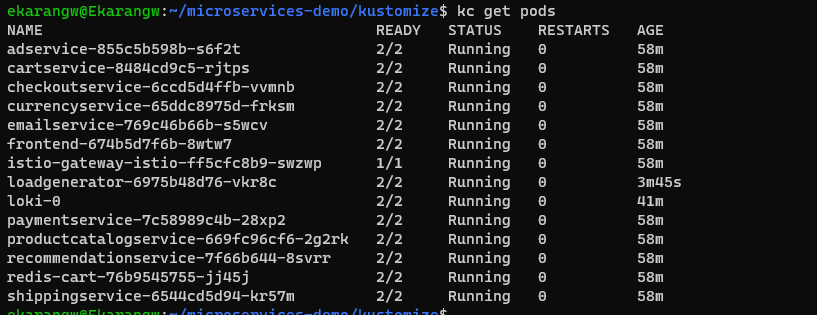 ekarangw@Ekarangw:~/microservices-demo/kustomize$ kc get pods
NAME READY STATUS RESTARTS AGE
adservice-855c5b598b-s6f2t 2/2 Running 0 58m
cartservice-8484cd9c5-rjtps 2/2 Running 0 58m
checkoutservice-6ccd5d4ffb-vvmnb 2/2 Running 0 58m
currencyservice-65ddc8975d-frksm 2/2 Running 0 58m
emailservice-769c46b66b-s5wcv 2/2 Running 0 58m
frontend-674b5d7f6b-8wtw7 2/2 Running 0 58m
istio-gateway-istio-ff5cfc8b9-swzwp 1/1 Running 0 58m
loadgenerator-6975b48d76-vkr8c 2/2 Running 0 3m45s
loki-0 2/2 Running 0 41m
paymentservice-7c58989c4b-28xp2 2/2 Running 0 58m
productcatalogservice-669fc96cf6-2g2rk 2/2 Running 0 58m
recommendationservice-7f66b644-8svrr 2/2 Running 0 58m
redis-cart-76b9545755-jj45j 2/2 Running 0 58m
shippingservice-6544cd5d94-kr57m 2/2 Running 0 58m
ekarangw@Ekarangw:~/microservices-demo/kustomize$